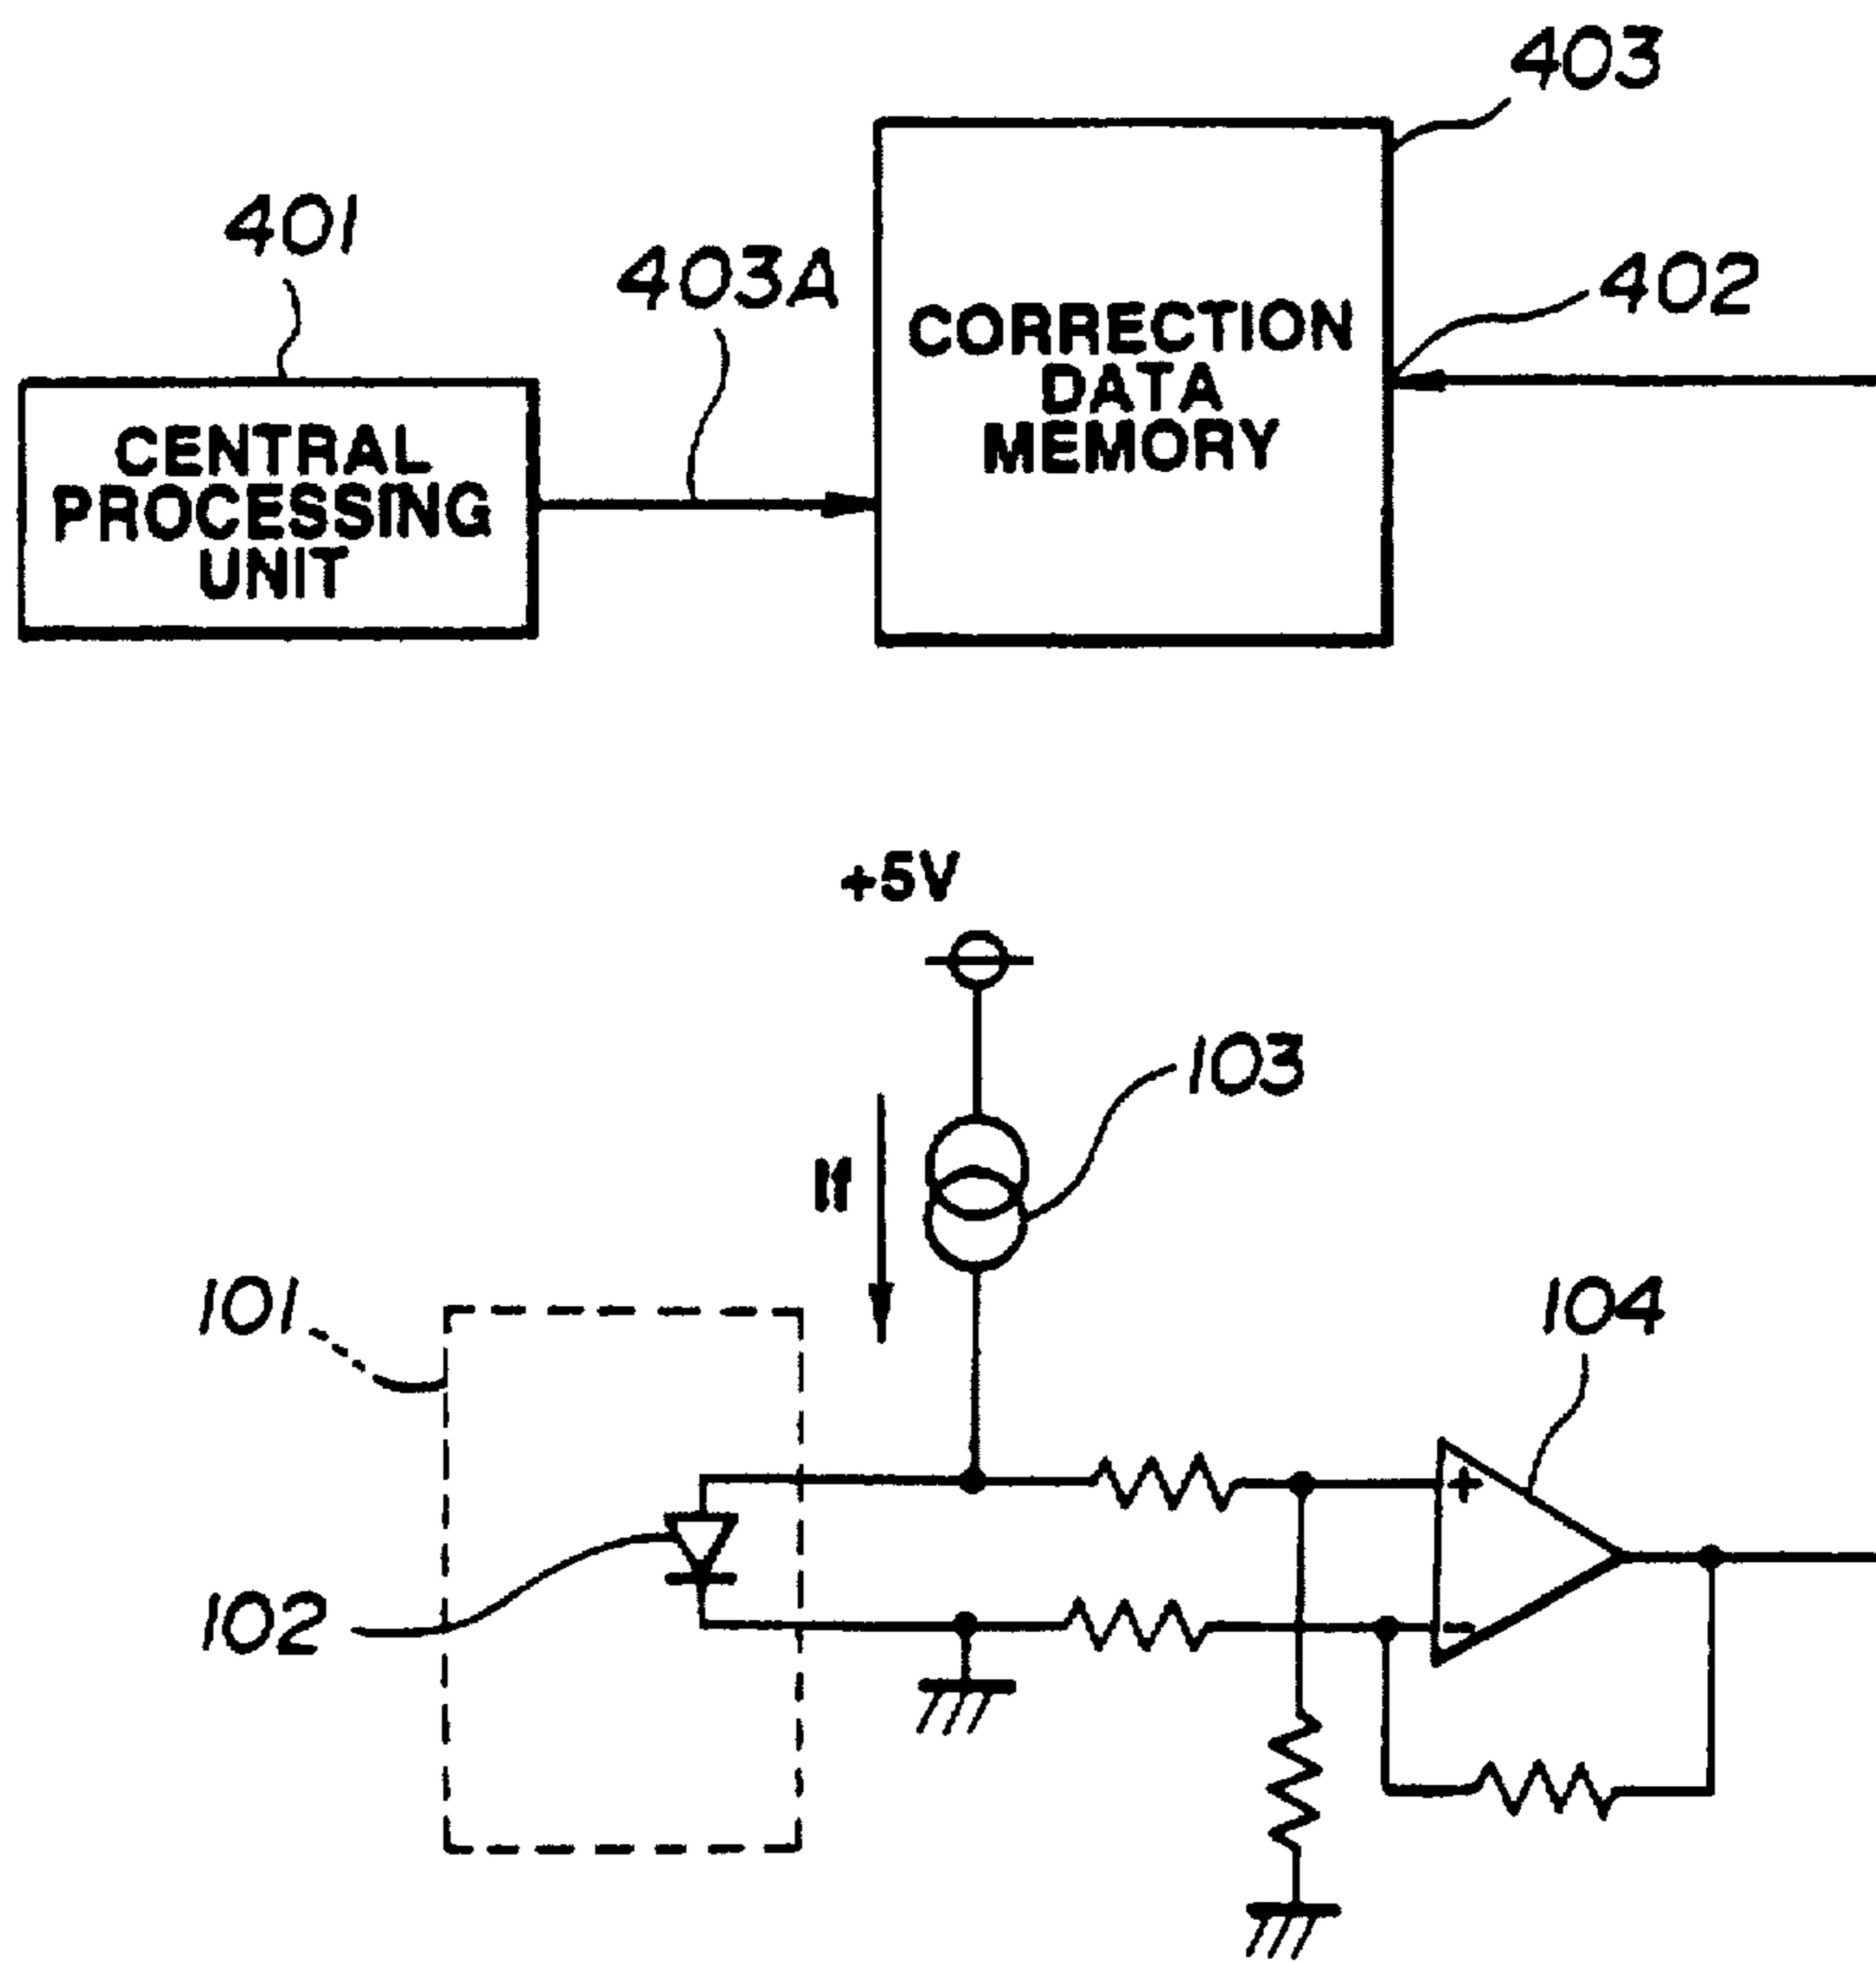 403
401
403A
402
CORRECTION
DATA
MEMORY
CENTRAL
PROCESSING
UNIT
+5V
103
If
101
104
+
102
-